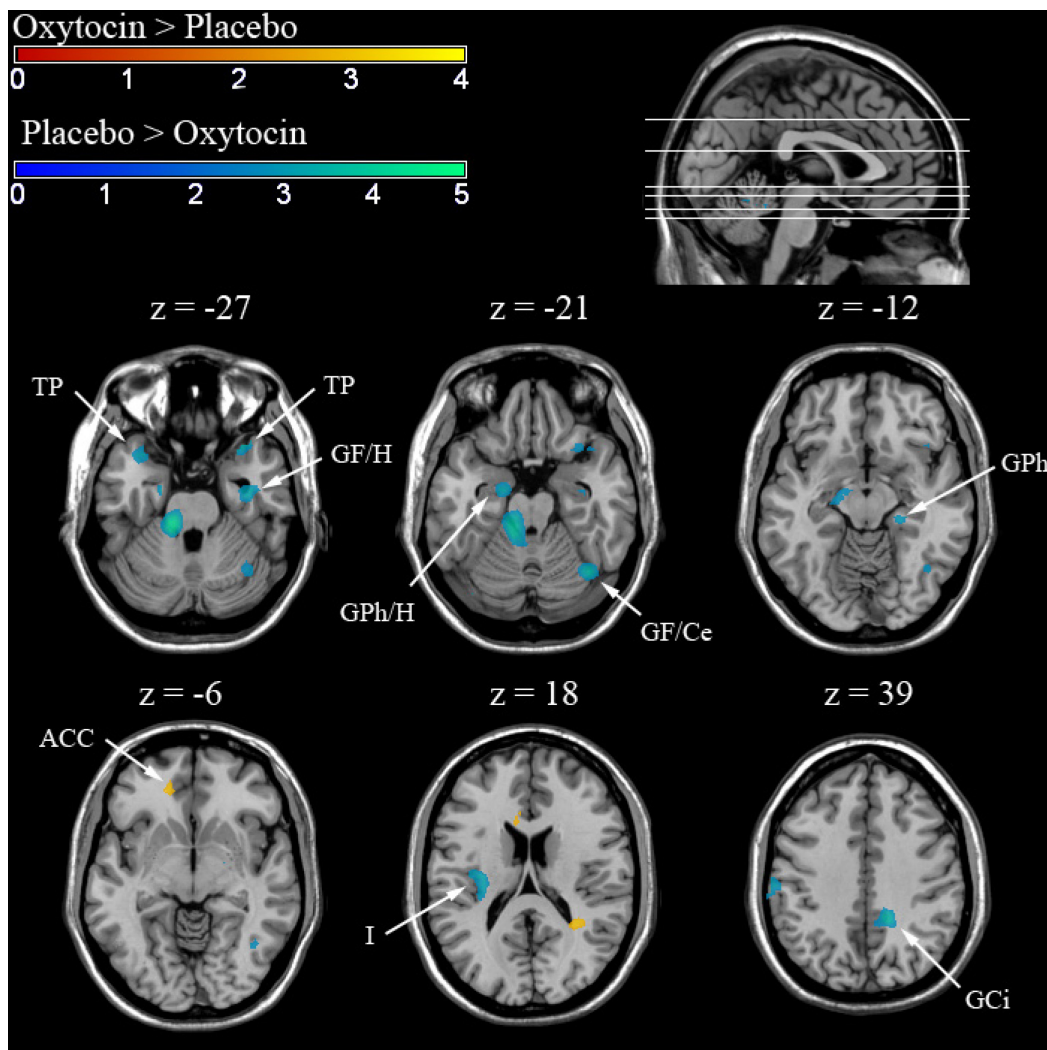 Oxytocin > Placebo
0 1 2 3 4
Placebo > Oxytocin
0 1 2 3 4 5
z = -27
z = -21
z = -12
TP
TP
GF/H
GPh
GPh/H
GF/Ce
z = -6
z = 18
z = 39
ACC
I
GCi